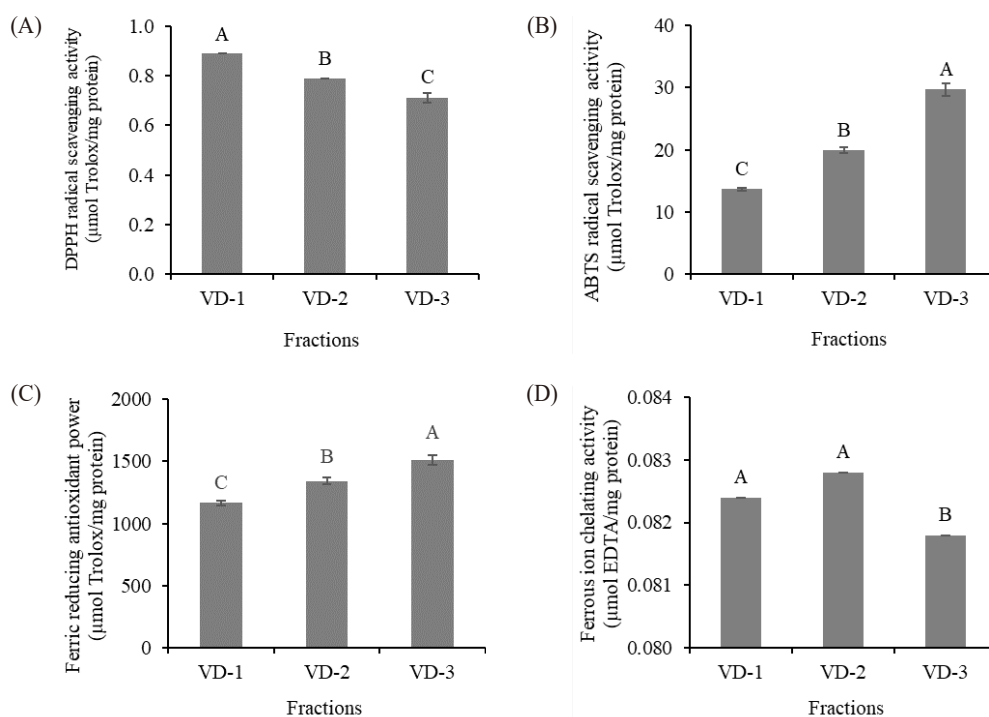 (A)
DPPH radical scavenging activity
(µmol Trolox/mg protein)
1.0
0.8
0.6
0.4
0.2
0.0
A
B
C
VD-1 VD-2 VD-3
Fractions
(B)
ABTS radical scavenging activity
(µmol Trolox/mg protein)
40
30
20
10
0
C
B
A
VD-1 VD-2 VD-3
Fractions
(C)
Ferric reducing antioxidant power
(µmol Trolox/mg protein)
2000
1500
1000
500
0
C
B
A
VD-1 VD-2 VD-3
Fractions
(D)
Ferrous ion chelating activity
(µmol EDTA/mg protein)
0.084
0.083
0.082
0.081
0.080
A
A
B
VD-1 VD-2 VD-3
Fractions